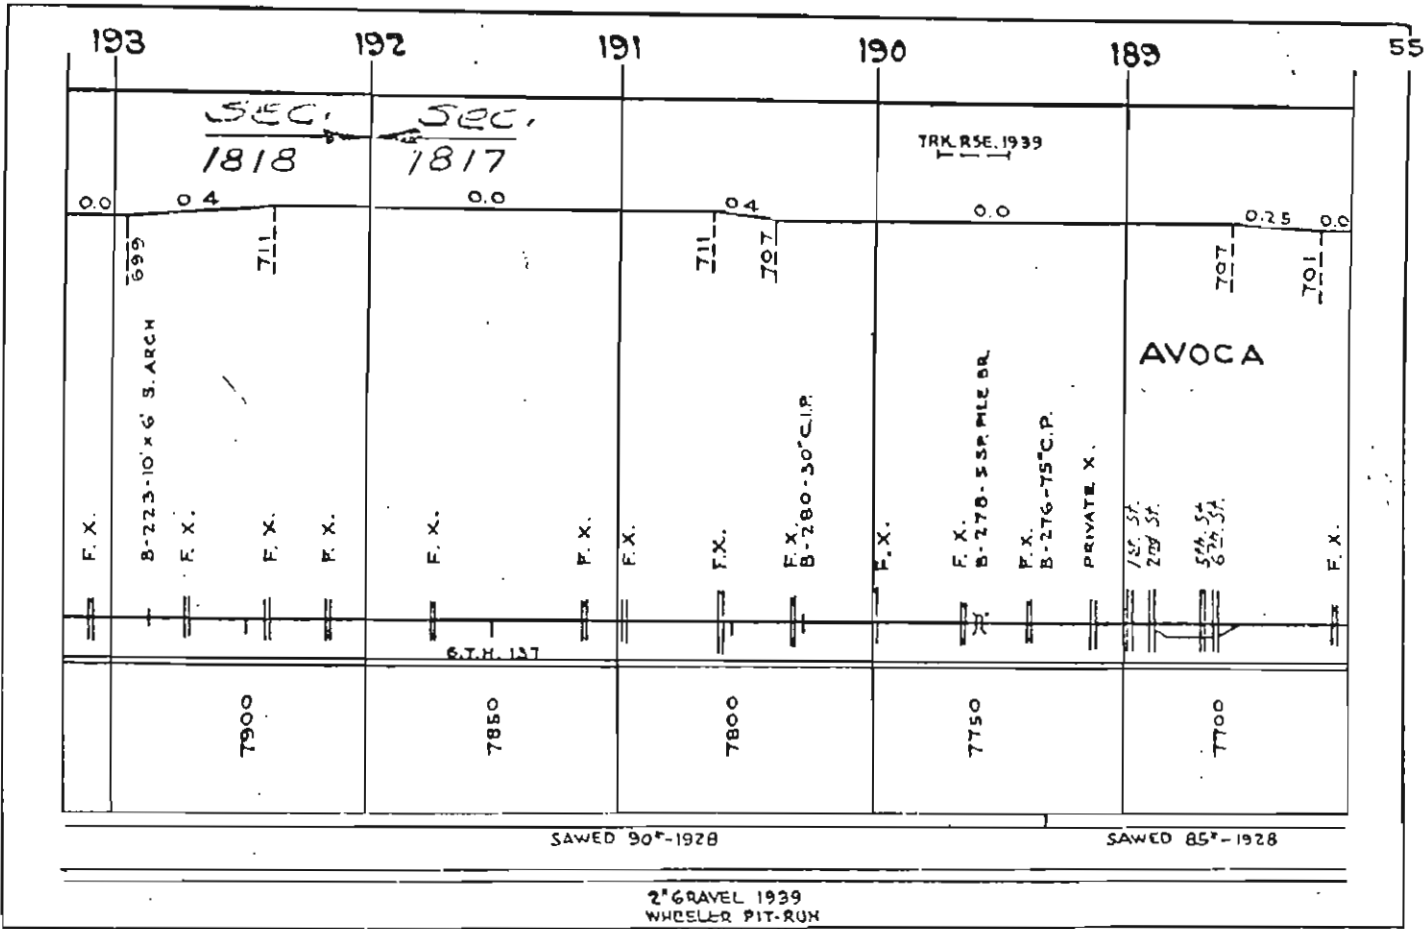 193 192 191 190 189 55
SEC. SEC.
1818 1817
TRK. RSE. 1939
0.0 0 4 0.0 0 4 0.0 0.25 0.0
699
711
711
707
707
701
AVOCA
F. X.
B-223-10'x6' S. ARCH
F. X.
F. X.
F. X.
F. X.
F. X.
F. X.
F.X.
F. X.
B-280-30" C.I.P.
F. X.
F. X.
B-278-5 SP. PILE BR.
F. X.
B-276-75" C.P.
PRIVATE X.
1st St.
2nd St.
5th. St.
6th. St.
F. X.
S.T.H. 137
7900
7850
7800
7750
7700
SAWED 90#-1928 SAWED 85#-1928
2" GRAVEL 1939
WHEELER PIT-RUN